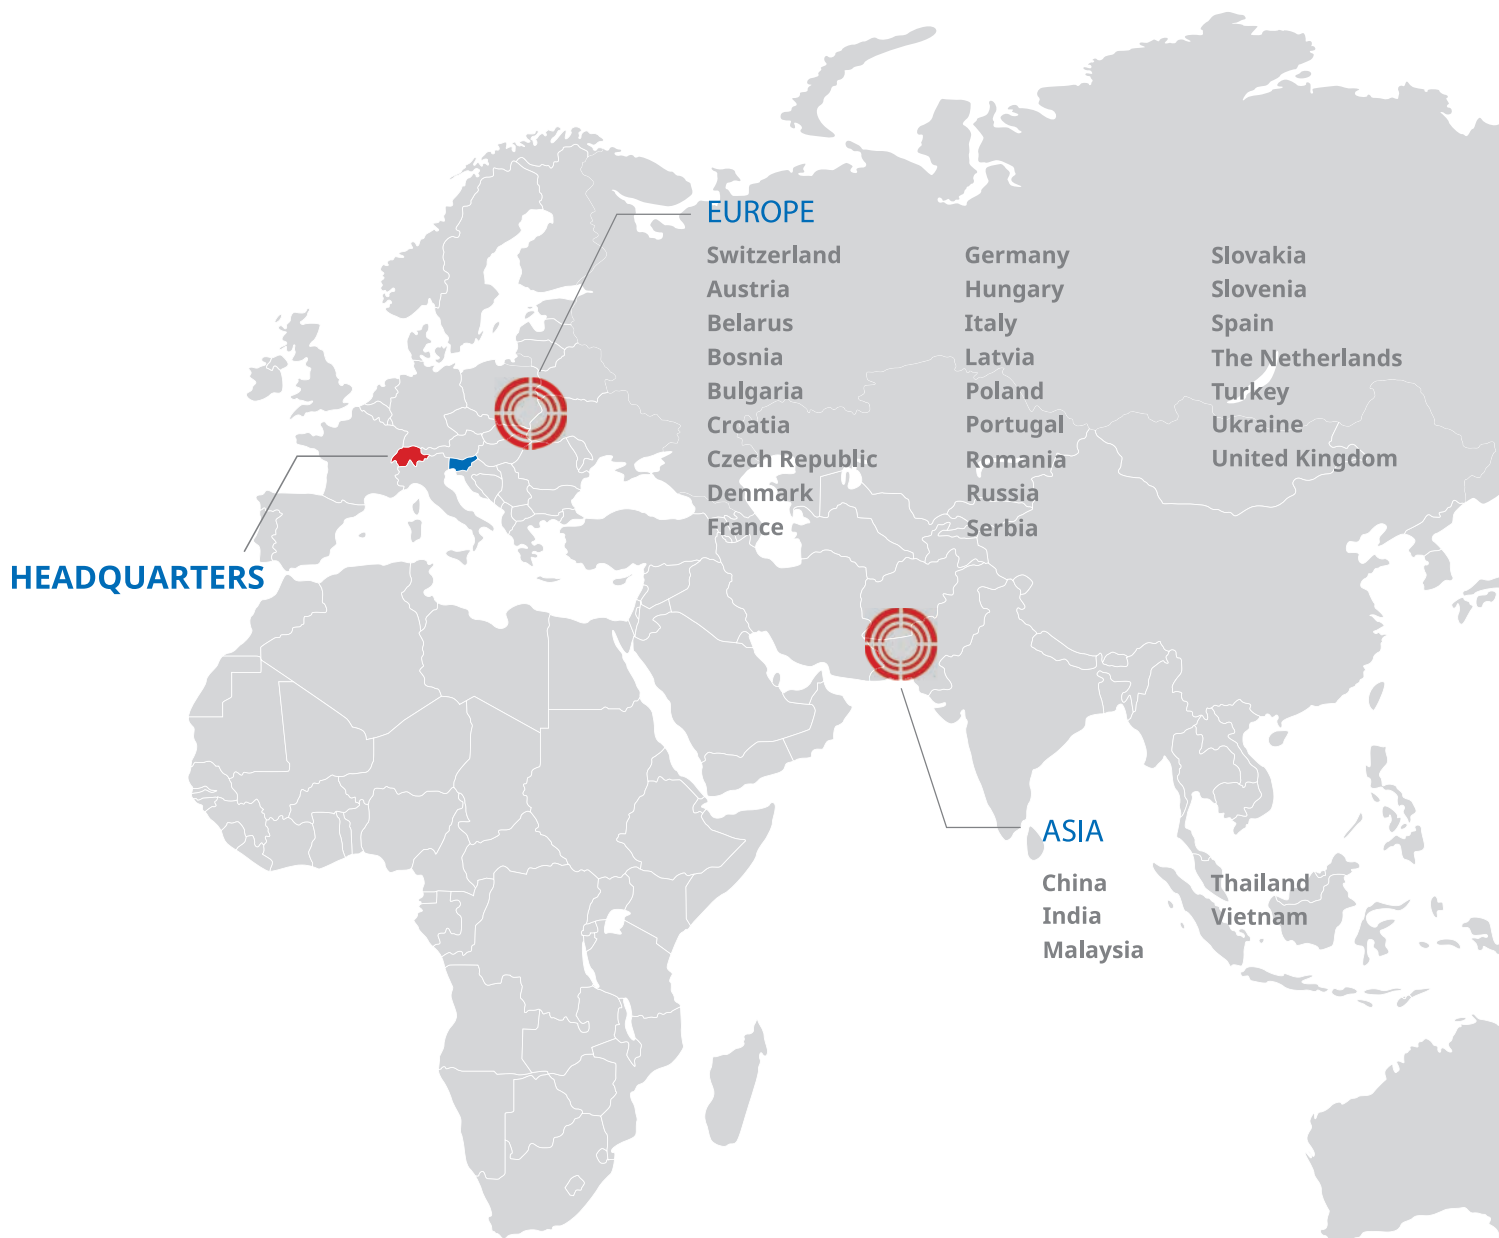 EUROPE
Switzerland
Austria
Belarus
Bosnia
Bulgaria
Croatia
Czech Republic
Denmark
France
Germany
Hungary
Italy
Latvia
Poland
Portugal
Romania
Russia
Serbia
Slovakia
Slovenia
Spain
The Netherlands
Turkey
Ukraine
United Kingdom
HEADQUARTERS
ASIA
China
India
Malaysia
Thailand
Vietnam